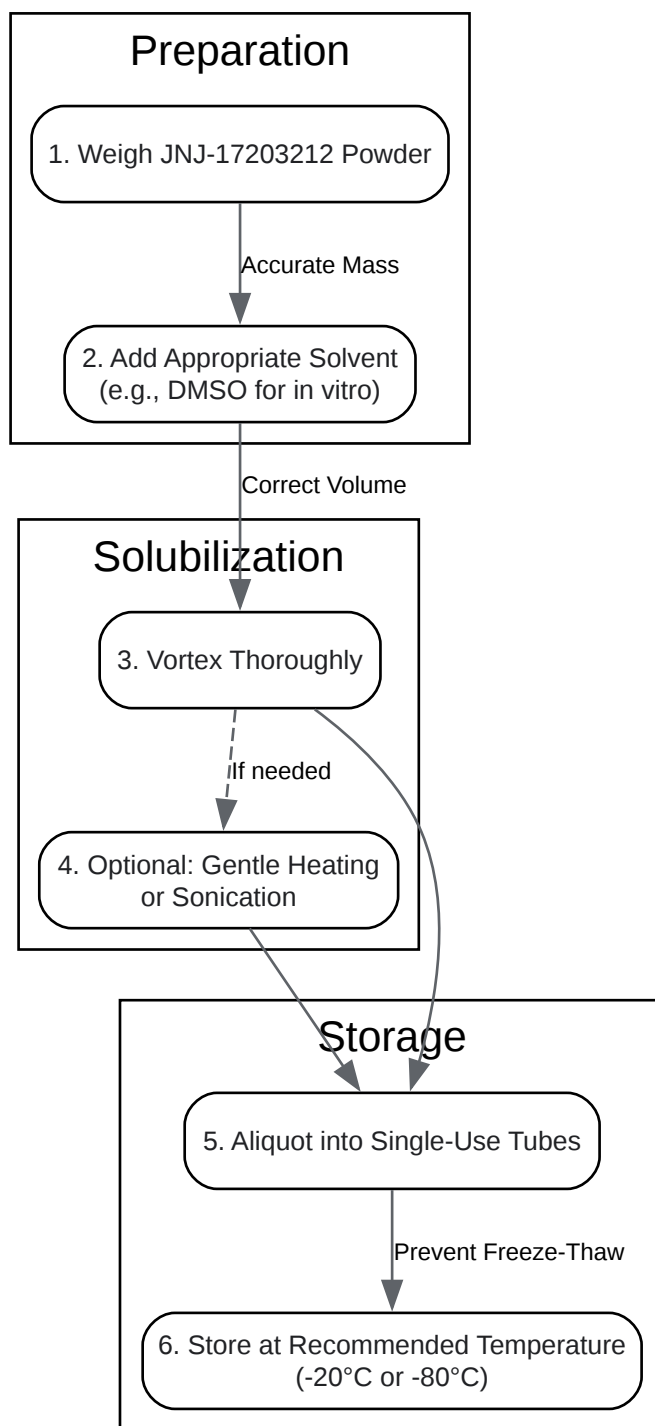 Preparation
1. Weigh JNJ-17203212 Powder
Accurate Mass
2. Add Appropriate Solvent
(e.g., DMSO for in vitro)
Correct Volume
Solubilization
3. Vortex Thoroughly
If needed
4. Optional: Gentle Heating
or Sonication
Storage
5. Aliquot into Single-Use Tubes
Prevent Freeze-Thaw
6. Store at Recommended Temperature
(-20°C or -80°C)